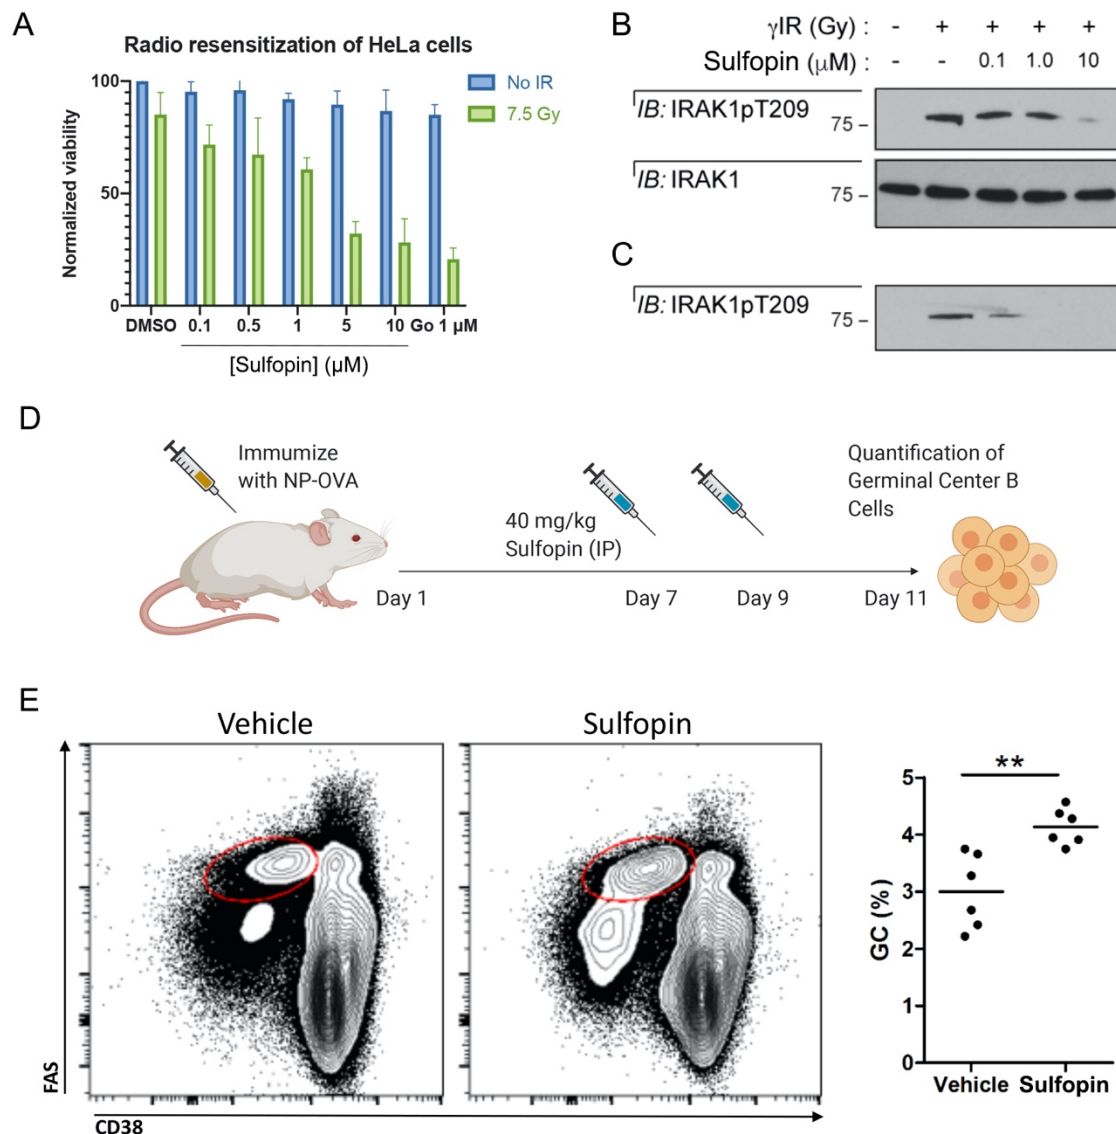 A
Radio resensitization of HeLa cells
Normalized viability
100
50
0
DMSO 0.1 0.5 1 5 10 Go 1 µM
[Sulfopin] (µM)
No IR
7.5 Gy
B
γIR (Gy) : - + + + +
Sulfopin (µM) : - - 0.1 1.0 10
IB: IRAK1pT209
75
IB: IRAK1
75
C
IB: IRAK1pT209
75
D
Immumize
with NP-OVA
40 mg/kg
Sulfopin (IP)
Quantification of
Germinal Center B
Cells
Day 1 Day 7 Day 9 Day 11
E
Vehicle
Sulfopin
FAS
CD38
**
GC (%)
5
4
3
2
1
0
Vehicle Sulfopin